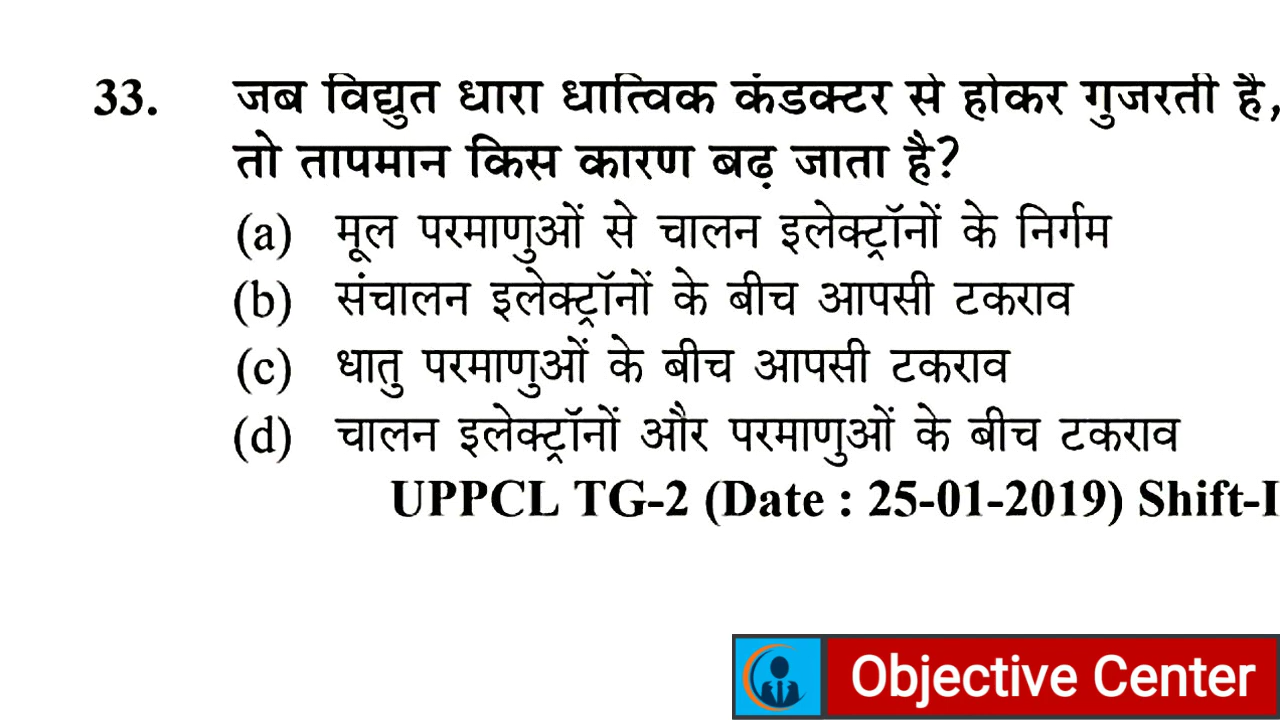 33. जब विद्युत धारा धात्विक कंडक्टर से होकर गुजरती है,
तो तापमान किस कारण बढ़ जाता है?
(a) मूल परमाणुओं से चालन इलेक्ट्रॉनों के निर्गम
(b) संचालन इलेक्ट्रॉनों के बीच आपसी टकराव
(c) धातु परमाणुओं के बीच आपसी टकराव
(d) चालन इलेक्ट्रॉनों और परमाणुओं के बीच टकराव
UPPCL TG-2 (Date : 25-01-2019) Shift-I
Objective Center